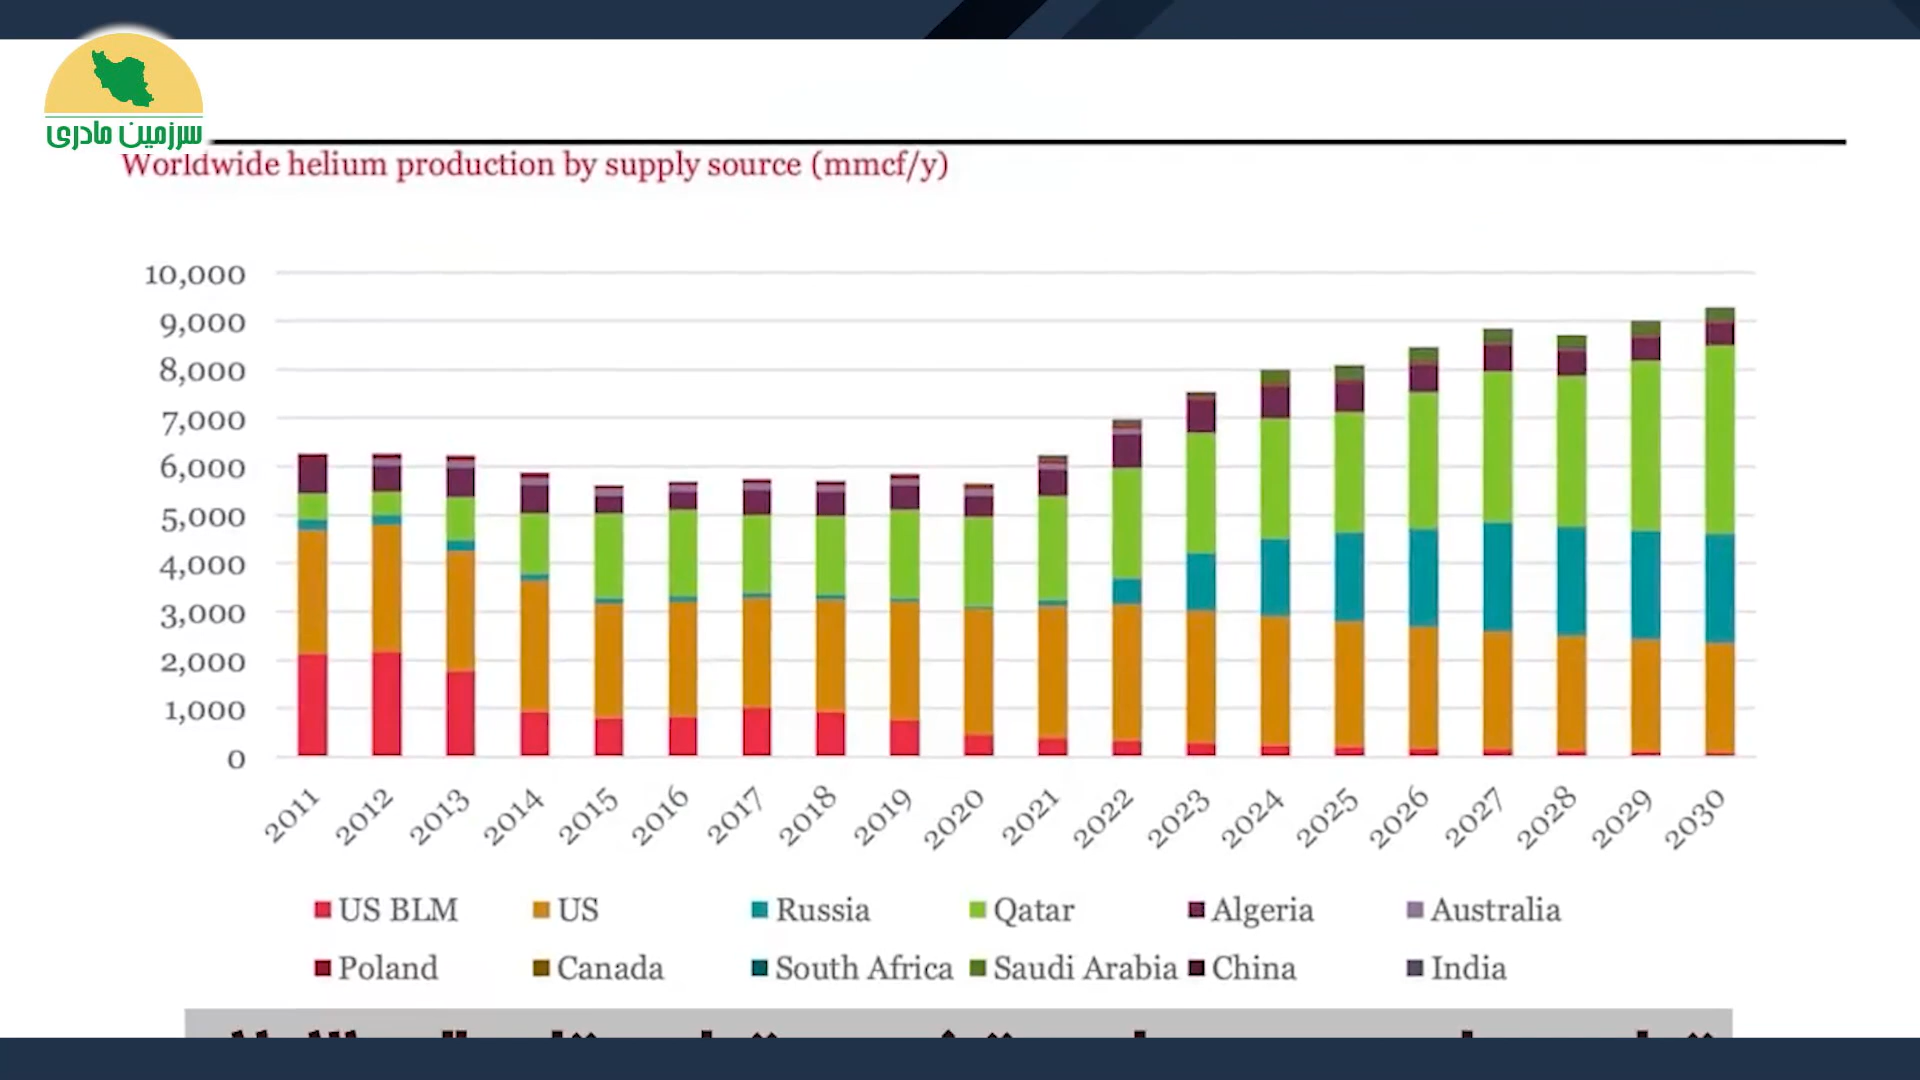 سرزمین مادری
Worldwide helium production by supply source (mmcf/y)
10,000
9,000
8,000
7,000
6,000
5,000
4,000
3,000
2,000
1,000
0
2011 2012 2013 2014 2015 2016 2017 2018 2019 2020 2021 2022 2023 2024 2025 2026 2027 2028 2029 2030
US BLM US Russia Qatar Algeria Australia
Poland Canada South Africa Saudi Arabia China India